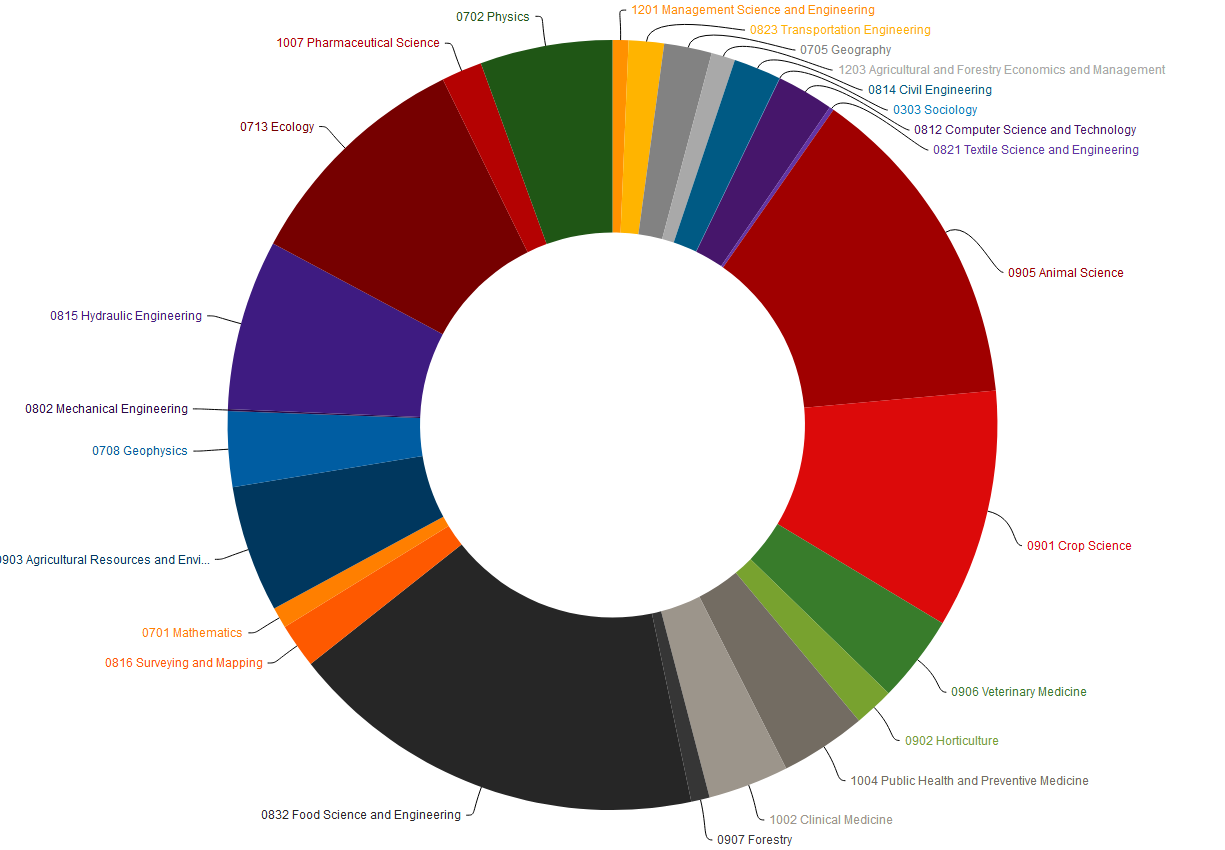 0702 Physics
1201 Management Science and Engineering
0823 Transportation Engineering
1007 Pharmaceutical Science
0705 Geography
1203 Agricultural and Forestry Economics and Management
0814 Civil Engineering
0303 Sociology
0713 Ecology
0812 Computer Science and Technology
0821 Textile Science and Engineering
0905 Animal Science
0815 Hydraulic Engineering
0802 Mechanical Engineering
0708 Geophysics
0901 Crop Science
0903 Agricultural Resources and Envi...
0701 Mathematics
0816 Surveying and Mapping
0906 Veterinary Medicine
0902 Horticulture
1004 Public Health and Preventive Medicine
0832 Food Science and Engineering
1002 Clinical Medicine
0907 Forestry